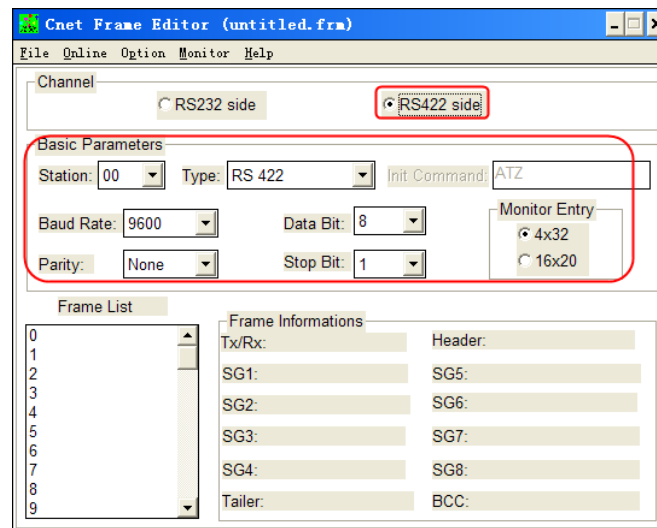 Cnet Frame Editor (untitled.frm)
File Online Option Monitor Help
Channel
RS232 side RS422 side
Basic Parameters
Station: 00 Type: RS 422 Init Command: ATZ
Monitor Entry
Baud Rate: 9600 Data Bit: 8 4x32
Parity: None Stop Bit: 1 16x20
Frame List
Frame Informations
0
1
2
3
4
5
6
7
8
9
Tx/Rx: Header:
SG1: SG5:
SG2: SG6:
SG3: SG7:
SG4: SG8:
Tailer: BCC: